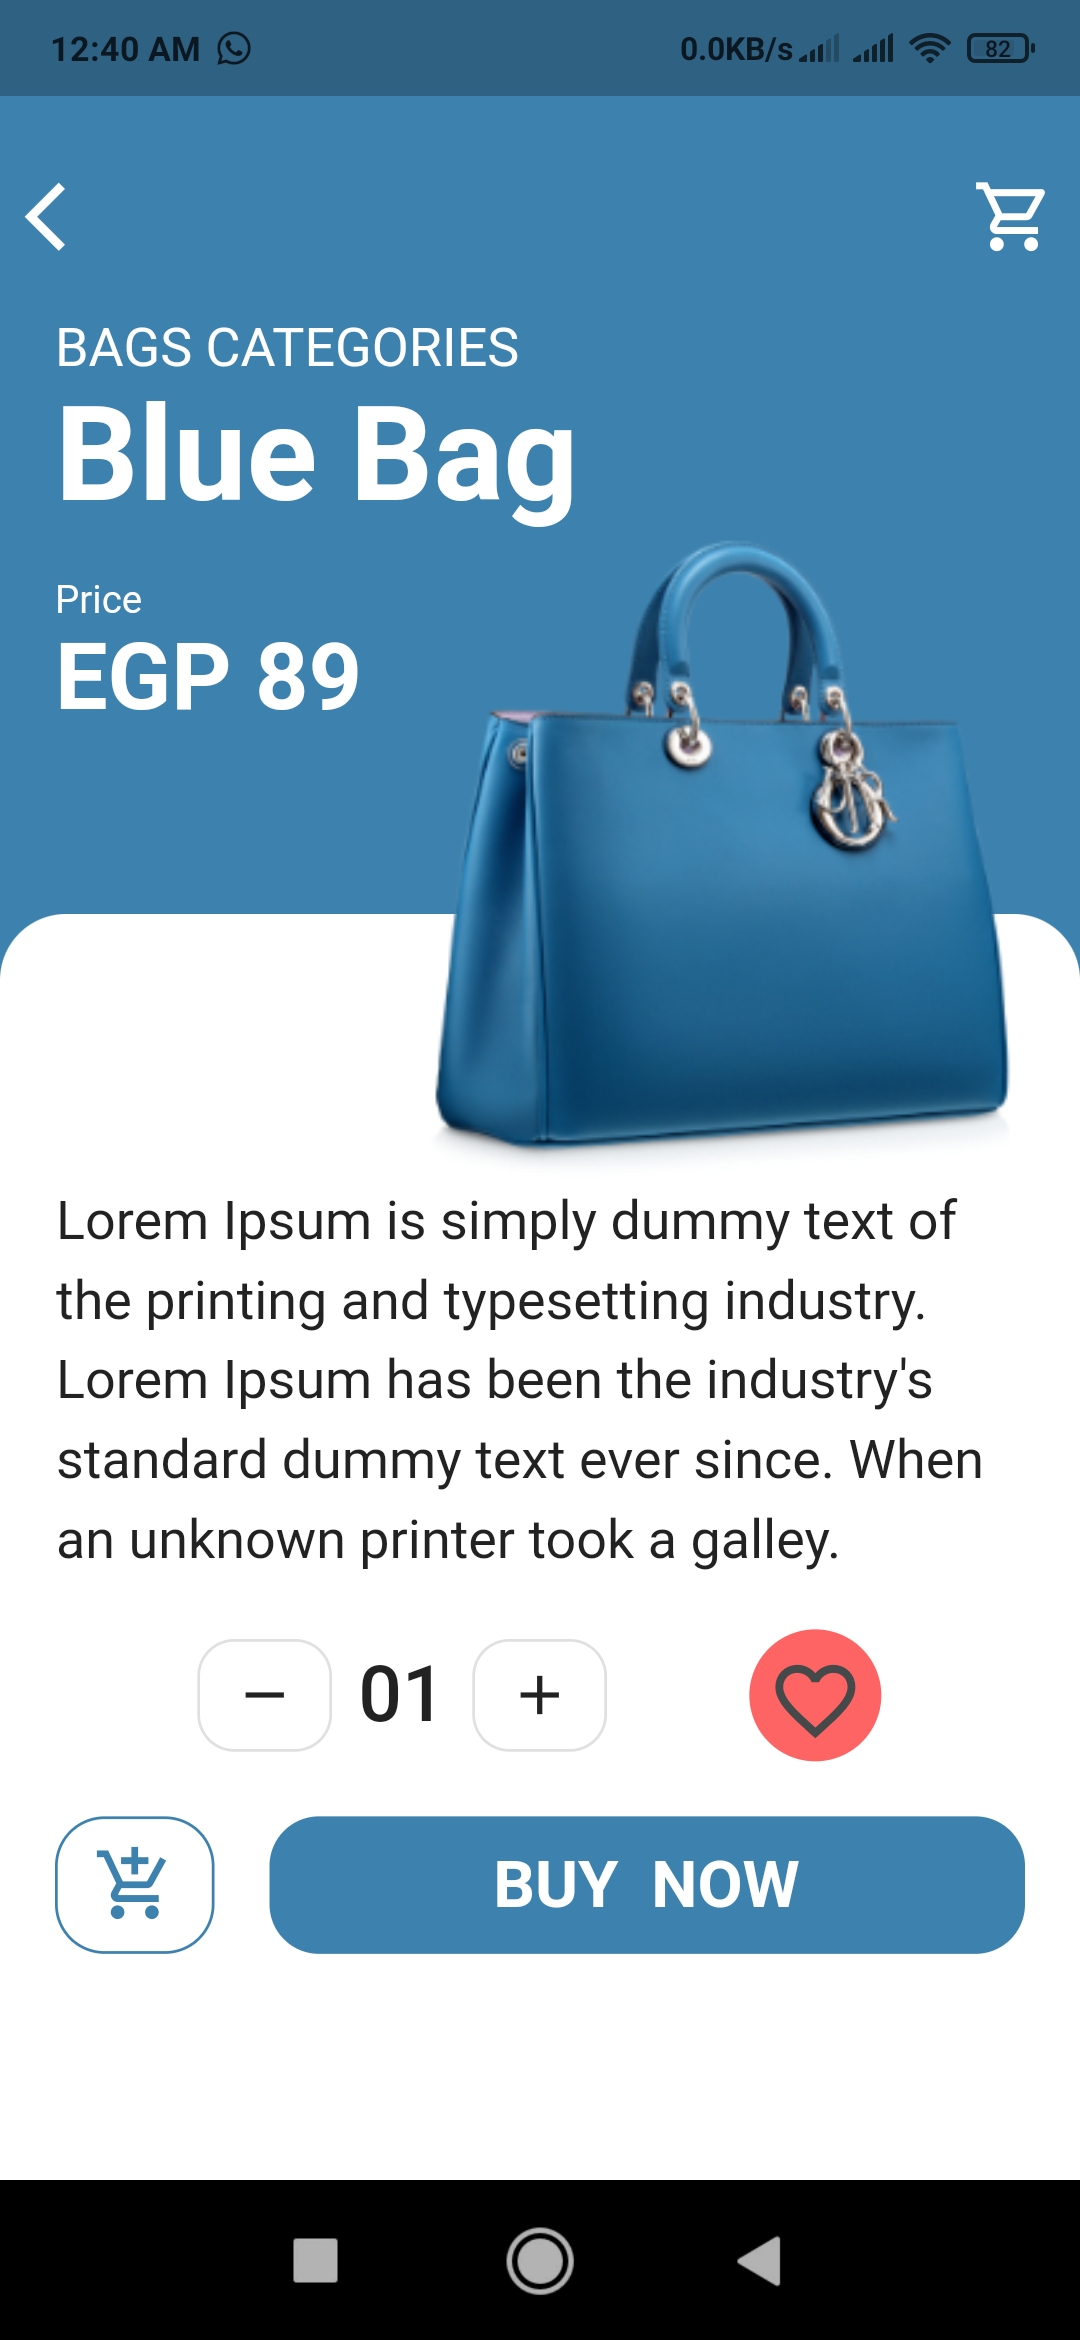 12:40 AM 0.0KB/s 82
BAGS CATEGORIES
Blue Bag
Price
EGP 89
Lorem Ipsum is simply dummy text of
the printing and typesetting industry.
Lorem Ipsum has been the industry's
standard dummy text ever since. When
an unknown printer took a galley.
01
BUY NOW